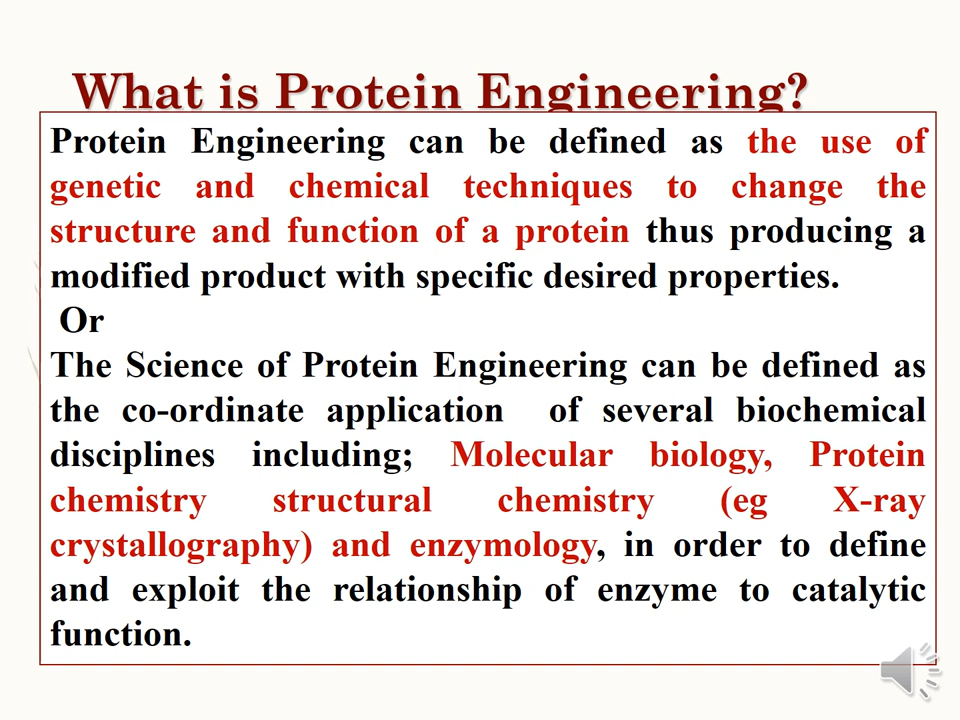 What is Protein Engineering?
Protein Engineering can be defined as the use of
genetic and chemical techniques to change the
structure and function of a protein thus producing a
modified product with specific desired properties.
Or
The Science of Protein Engineering can be defined as
the co-ordinate application of several biochemical
disciplines including; Molecular biology, Protein
chemistry structural chemistry (eg X-ray
crystallography) and enzymology, in order to define
and exploit the relationship of enzyme to catalytic
function.